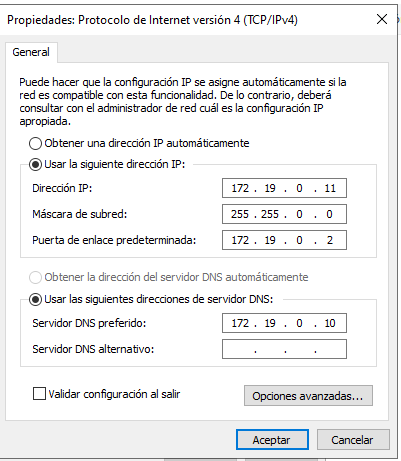 Propiedades: Protocolo de Internet versión 4 (TCP/IPv4)
General
Puede hacer que la configuración IP se asigne automáticamente si la
red es compatible con esta funcionalidad. De lo contrario, deberá
consultar con el administrador de red cuál es la configuración IP
apropiada.
Obtener una dirección IP automáticamente
Usar la siguiente dirección IP:
Dirección IP: 172 . 19 . 0 . 11
Máscara de subred: 255 . 255 . 0 . 0
Puerta de enlace predeterminada: 172 . 19 . 0 . 2
Obtener la dirección del servidor DNS automáticamente
Usar las siguientes direcciones de servidor DNS:
Servidor DNS preferido: 172 . 19 . 0 . 10
Servidor DNS alternativo: . . .
Validar configuración al salir
Opciones avanzadas...
Aceptar Cancelar